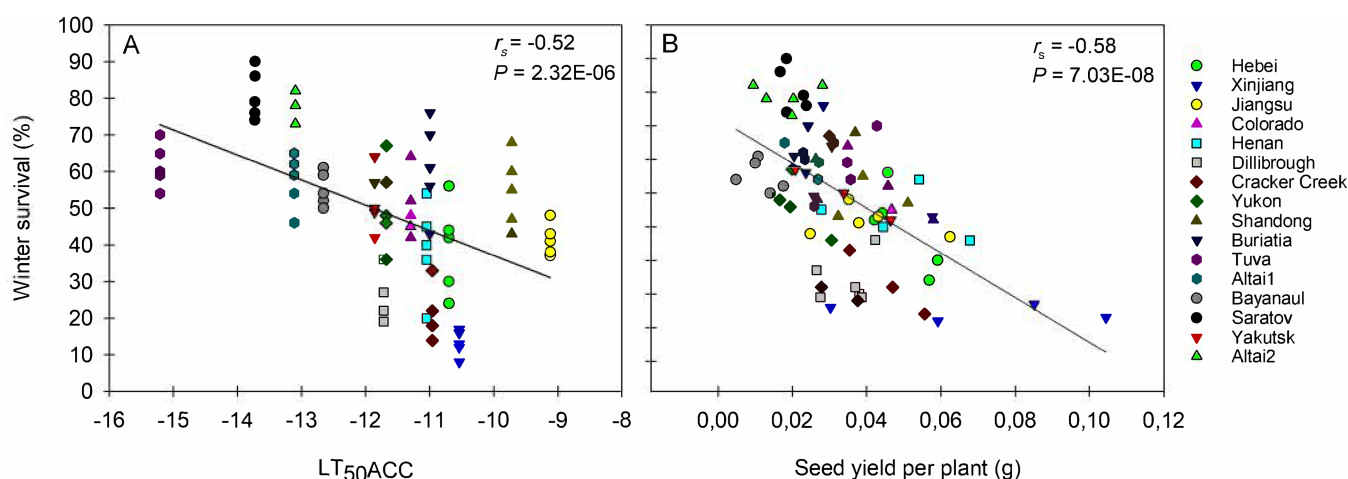 A
rs = -0.52
P = 2.32E-06
B
rs = -0.58
P = 7.03E-08
Winter survival (%)
100
90
80
70
60
50
40
30
20
10
0
-16 -15 -14 -13 -12 -11 -10 -9 -8
LT50ACC
0,00 0,02 0,04 0,06 0,08 0,10 0,12
Seed yield per plant (g)
Hebei
Xinjiang
Jiangsu
Colorado
Henan
Dillibrough
Cracker Creek
Yukon
Shandong
Buriatia
Tuva
Altai1
Bayanaul
Saratov
Yakutsk
Altai2